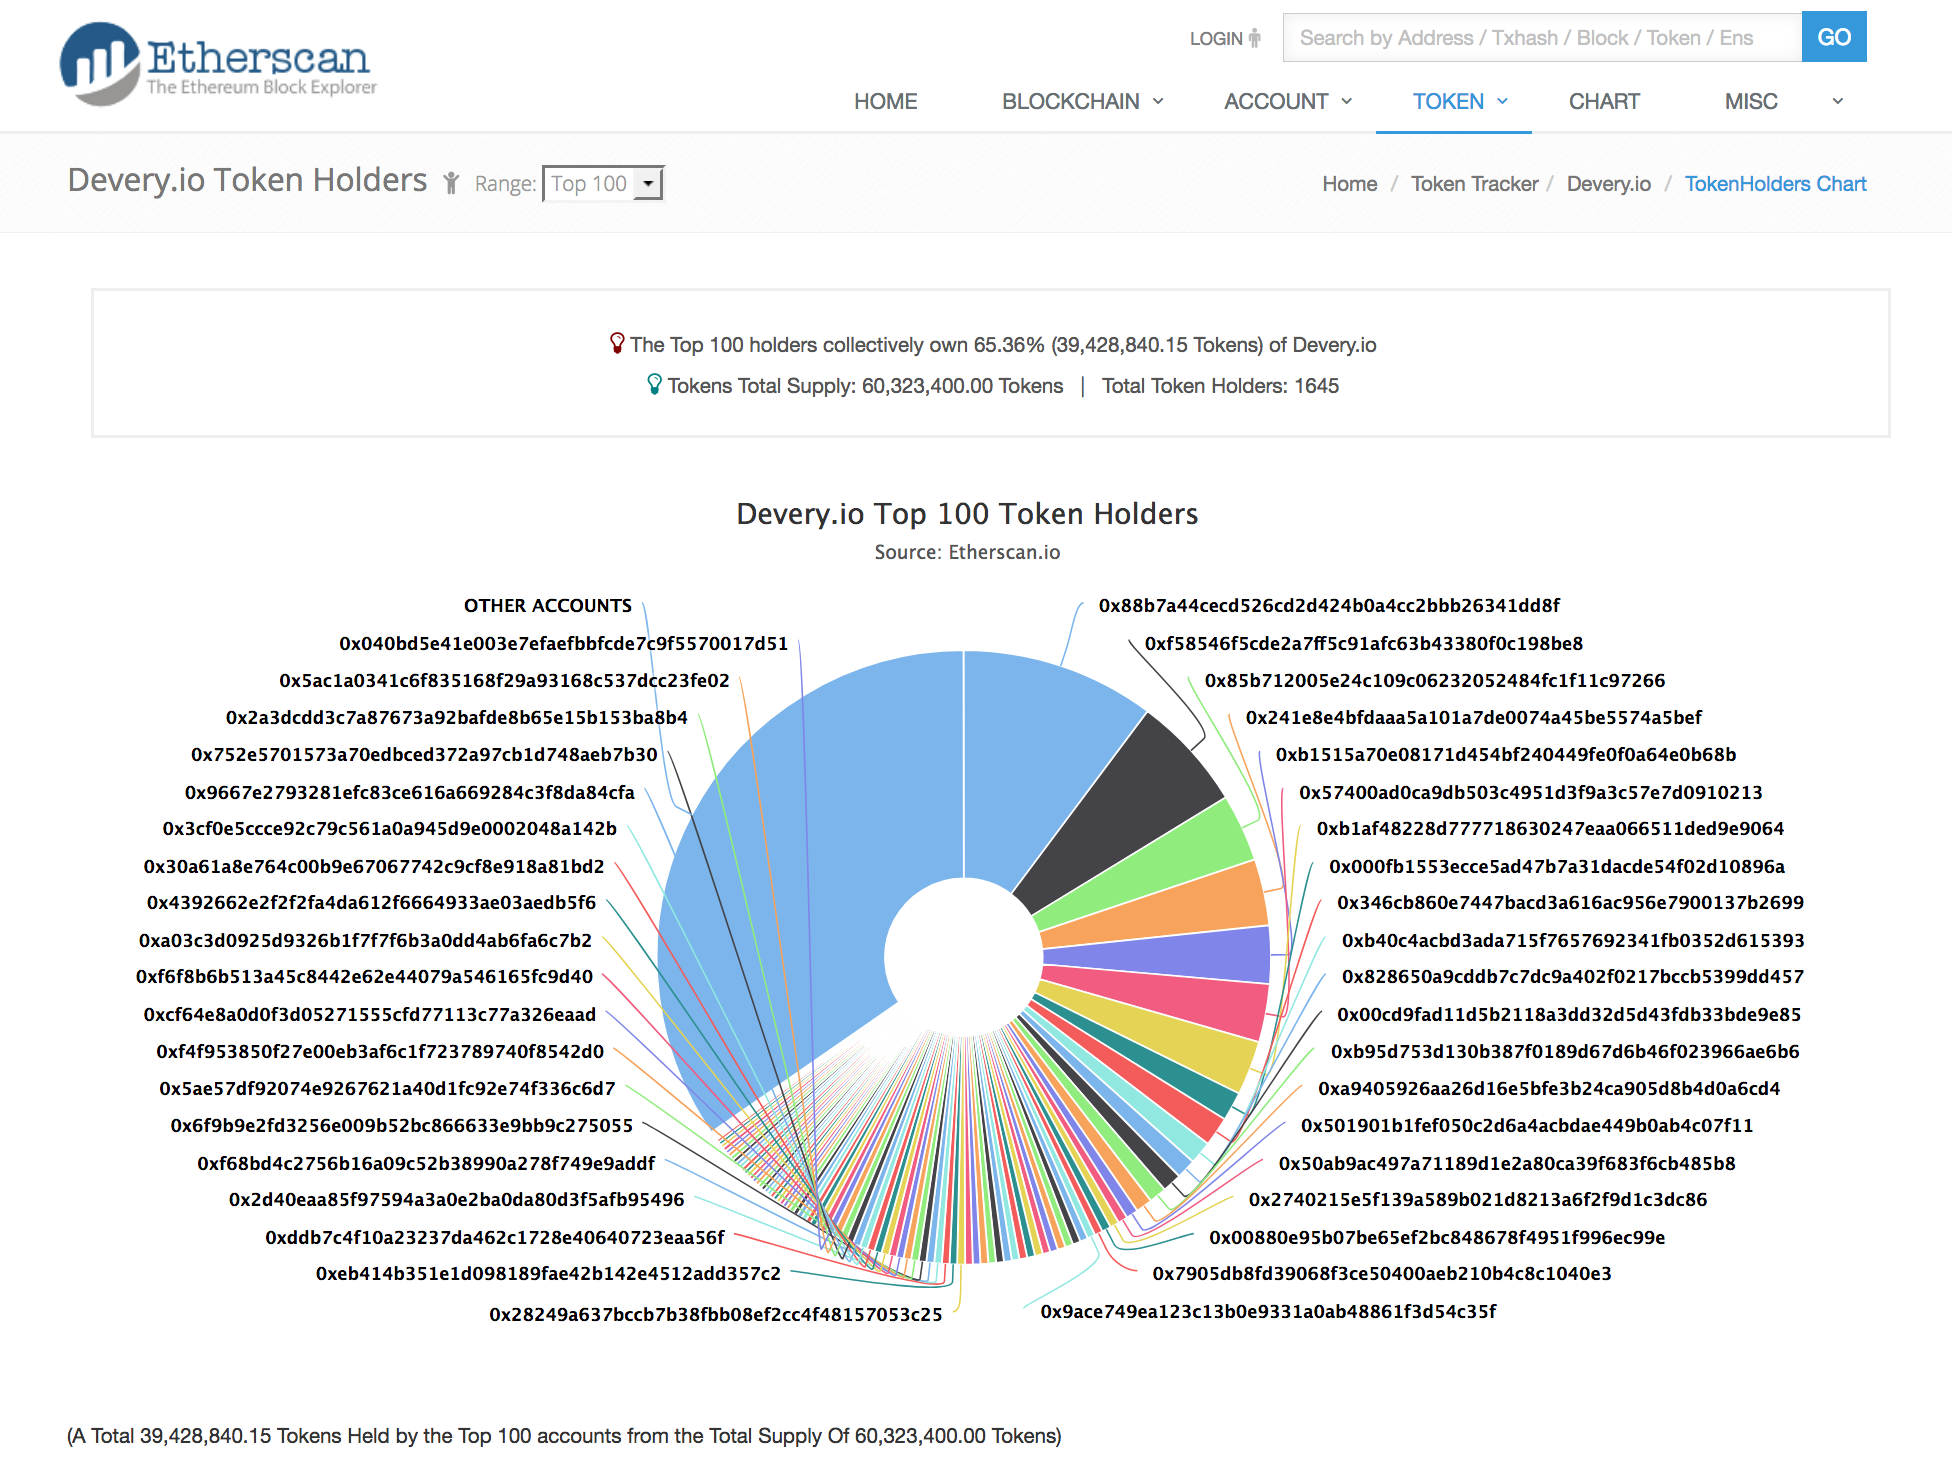 Etherscan
The Ethereum Block Explorer
LOGIN
Search by Address / Txhash / Block / Token / Ens
GO
HOME
BLOCKCHAIN
ACCOUNT
TOKEN
CHART
MISC
Devery.io Token Holders
Range: Top 100
Home / Token Tracker / Devery.io / TokenHolders Chart
The Top 100 holders collectively own 65.36% (39,428,840.15 Tokens) of Devery.io
Tokens Total Supply: 60,323,400.00 Tokens | Total Token Holders: 1645
Devery.io Top 100 Token Holders
Source: Etherscan.io
OTHER ACCOUNTS
0x040bd5e41e003e7efaefbbfcde7c9f5570017d51
0x5ac1a0341c6f835168f29a93168c537dcc23fe02
0x2a3dcdd3c7a87673a92bafde8b65e15b153ba8b4
0x752e5701573a70edbced372a97cb1d748aeb7b30
0x9667e2793281efc83ce616a669284c3f8da84cfa
0x3cf0e5ccce92c79c561a0a945d9e0002048a142b
0x30a61a8e764c00b9e67067742c9cf8e918a81bd2
0x4392662e2f2f2fa4da612f6664933ae03aedb5f6
0xa03c3d0925d9326b1f7f7f6b3a0dd4ab6fa6c7b2
0xf6f8b6b513a45c8442e62e44079a546165fc9d40
0xcf64e8a0d0f3d05271555cfd77113c77a326eaad
0xf4f953850f27e00eb3af6c1f723789740f8542d0
0x5ae57df92074e9267621a40d1fc92e74f336c6d7
0x6f9b9e2fd3256e009b52bc866633e9bb9c275055
0xf68bd4c2756b16a09c52b38990a278f749e9addf
0x2d40eaa85f97594a3a0e2ba0da80d3f5afb95496
0xddb7c4f10a23237da462c1728e40640723eaa56f
0xeb414b351e1d098189fae42b142e4512add357c2
0x28249a637bccb7b38fbb08ef2cc4f48157053c25
0x88b7a44cecd526cd2d424b0a4cc2bbb26341dd8f
0xf58546f5cde2a7ff5c91afc63b43380f0c198be8
0x85b712005e24c109c06232052484fc1f11c97266
0x241e8e4bfdaaa5a101a7de0074a45be5574a5bef
0xb1515a70e08171d454bf240449fe0f0a64e0b68b
0x57400ad0ca9db503c4951d3f9a3c57e7d0910213
0xb1af48228d777718630247eaa066511ded9e9064
0x000fb1553ecce5ad47b7a31dacde54f02d10896a
0x346cb860e7447bacd3a616ac956e7900137b2699
0xb40c4acbd3ada715f7657692341fb0352d615393
0x828650a9cddb7c7dc9a402f0217bccb5399dd457
0x00cd9fad11d5b2118a3dd32d5d43fdb33bde9e85
0xb95d753d130b387f0189d67d6b46f023966ae6b6
0xa9405926aa26d16e5bfe3b24ca905d8b4d0a6cd4
0x501901b1fef050c2d6a4acbdae449b0ab4c07f11
0x50ab9ac497a71189d1e2a80ca39f683f6cb485b8
0x2740215e5f139a589b021d8213a6f2f9d1c3dc86
0x00880e95b07be65ef2bc848678f4951f996ec99e
0x7905db8fd39068f3ce50400aeb210b4c8c1040e3
0x9ace749ea123c13b0e9331a0ab48861f3d54c35f
(A Total 39,428,840.15 Tokens Held by the Top 100 accounts from the Total Supply Of 60,323,400.00 Tokens)